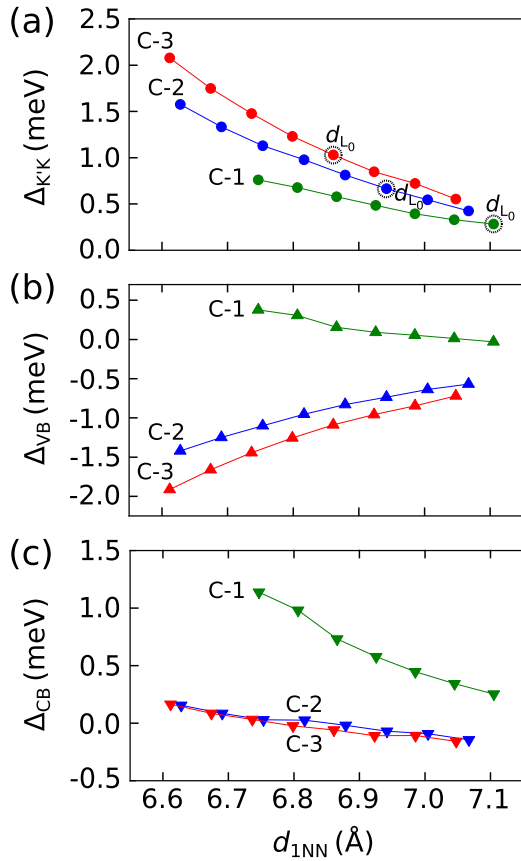 (a)
Δ_K'K (meV)
2.5
2.0
1.5
1.0
0.5
0.0
C-3
C-2
C-1
d_L₀
d_L₀
d_L₀
(b)
Δ_VB (meV)
0.5
0.0
-0.5
-1.0
-1.5
-2.0
C-1
C-2
C-3
(c)
Δ_CB (meV)
1.5
1.0
0.5
0.0
-0.5
C-1
C-2
C-3
6.6 6.7 6.8 6.9 7.0 7.1
d_1NN (Å)